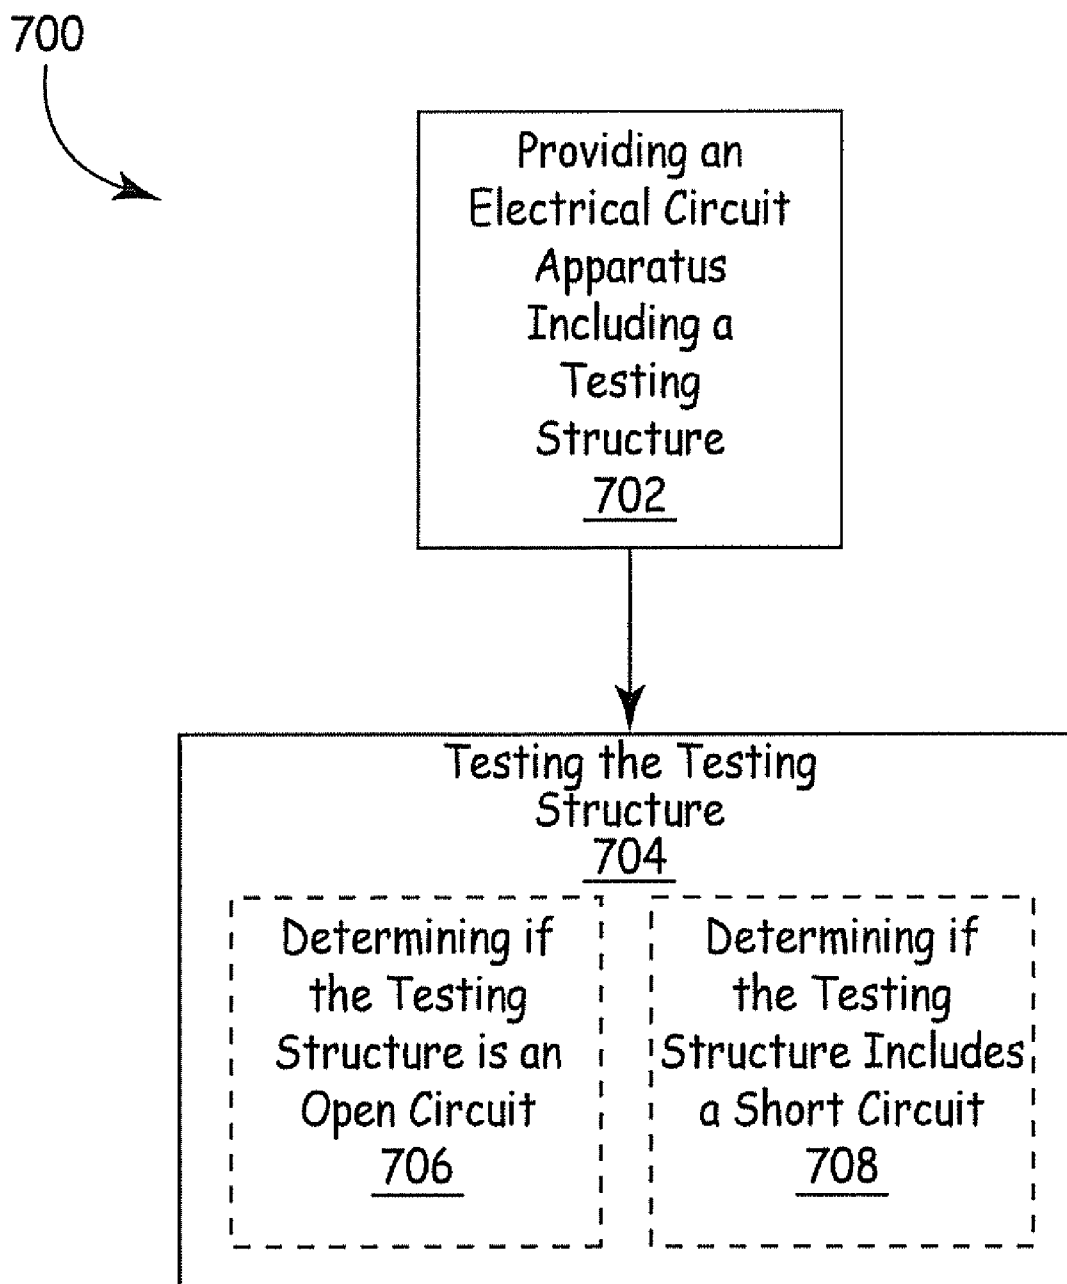 700
Providing an
Electrical Circuit
Apparatus
Including a
Testing
Structure
702
Testing the Testing
Structure
704
Determining if
the Testing
Structure is an
Open Circuit
706
Determining if
the Testing
Structure Includes
a Short Circuit
708